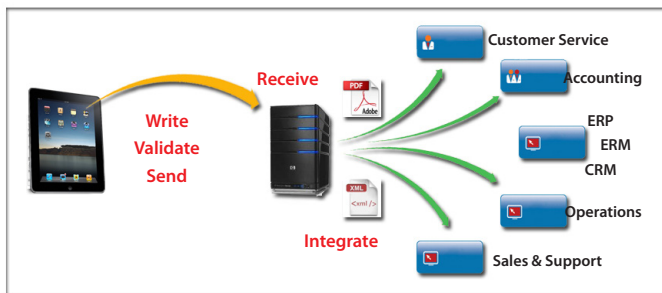 Customer Service
Receive
Accounting
PDF
Adobe
Write
Validate
Send
ERP
ERM
CRM
XML
<xml />
Operations
Integrate
Sales & Support